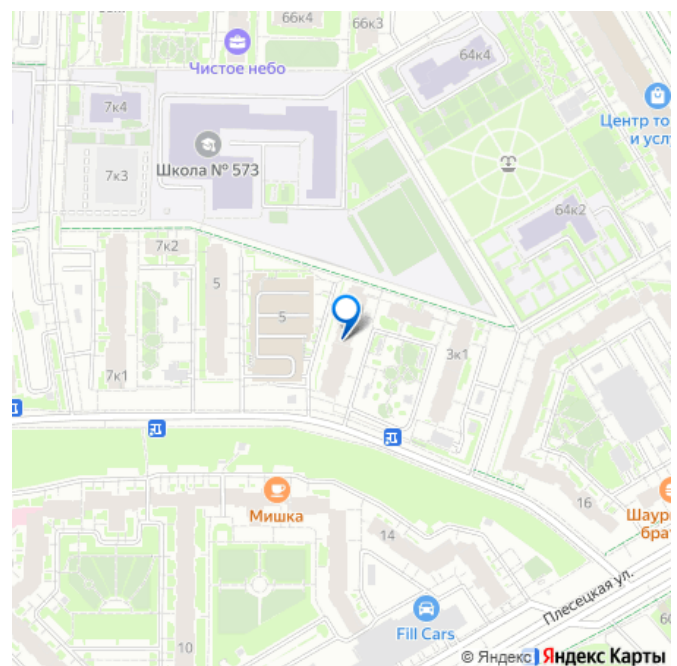 66к4
66к3
Чистое небо
64к4
7к4
Центр то
и усл
Школа № 573
7к3
64к2
7к2
5
5
3к1
7к1
Мишка
16
14
Шаур
брат
Плесецкая ул.
10
Fill Cars
© Яндекс
Яндекс Карты